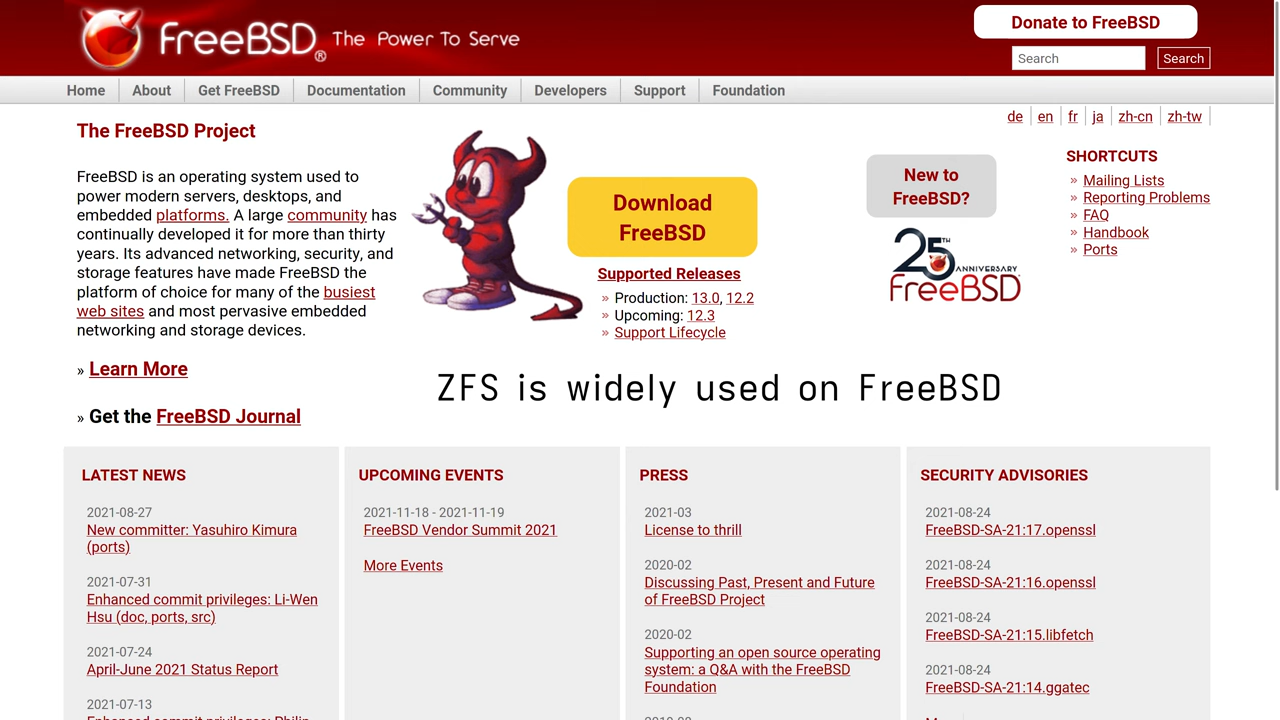 FreeBSD® The Power To Serve
Donate to FreeBSD
Search
Search
Home
About
Get FreeBSD
Documentation
Community
Developers
Support
Foundation
de
en
fr
ja
zh-cn
zh-tw
The FreeBSD Project
FreeBSD is an operating system used to
power modern servers, desktops, and
embedded platforms. A large community has
continually developed it for more than thirty
years. Its advanced networking, security, and
storage features have made FreeBSD the
platform of choice for many of the busiest
web sites and most pervasive embedded
networking and storage devices.
» Learn More
» Get the FreeBSD Journal
Download
FreeBSD
Supported Releases
» Production: 13.0, 12.2
» Upcoming: 12.3
» Support Lifecycle
New to
FreeBSD?
25TH
ANNIVERSARY
FreeBSD
SHORTCUTS
» Mailing Lists
» Reporting Problems
» FAQ
» Handbook
» Ports
ZFS is widely used on FreeBSD
LATEST NEWS
2021-08-27
New committer: Yasuhiro Kimura
(ports)
2021-07-31
Enhanced commit privileges: Li-Wen
Hsu (doc, ports, src)
2021-07-24
April-June 2021 Status Report
2021-07-13
Enhanced commit privileges: Philip
UPCOMING EVENTS
2021-11-18 - 2021-11-19
FreeBSD Vendor Summit 2021
More Events
PRESS
2021-03
License to thrill
2020-02
Discussing Past, Present and Future
of FreeBSD Project
2020-02
Supporting an open source operating
system: a Q&A with the FreeBSD
Foundation
SECURITY ADVISORIES
2021-08-24
FreeBSD-SA-21:17.openssl
2021-08-24
FreeBSD-SA-21:16.openssl
2021-08-24
FreeBSD-SA-21:15.libfetch
2021-08-24
FreeBSD-SA-21:14.ggatec